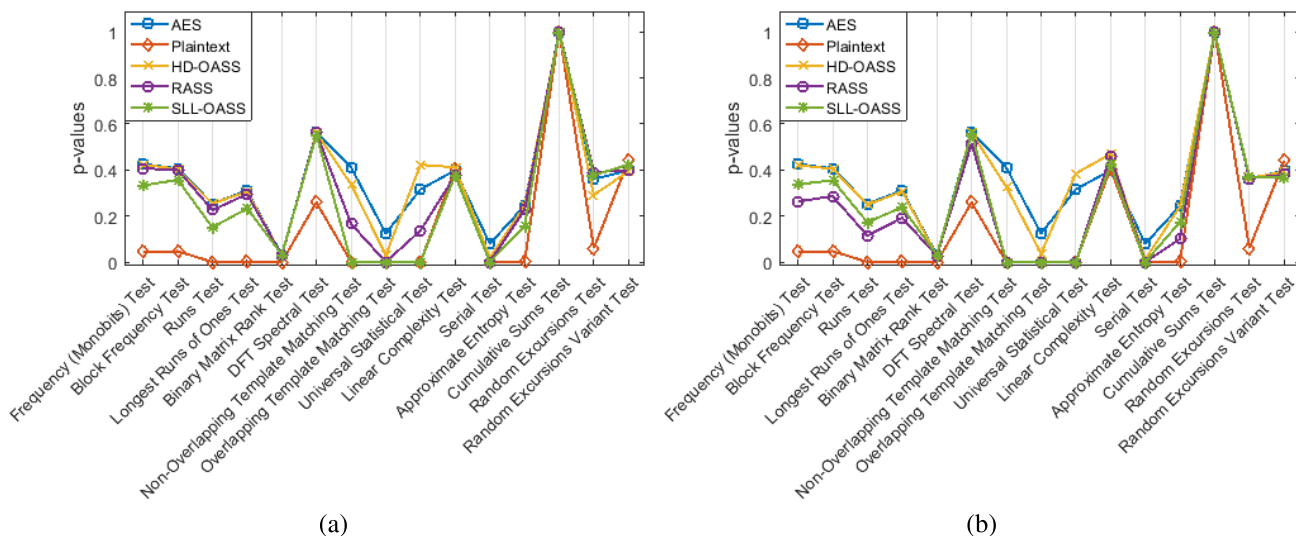 1
0.8
0.6
0.4
0.2
0
p-values
AES
Plaintext
HD-OASS
RASS
SLL-OASS
Frequency (Monobits) Test
Block Frequency Test
Runs Test
Longest Runs of Ones Test
Binary Matrix Rank Test
DFT Spectral Test
Non-Overlapping Template Matching Test
Overlapping Template Matching Test
Universal Statistical Test
Linear Complexity Test
Serial Test
Approximate Entropy Test
Cumulative Sums Test
Random Excursions Test
Random Excursions Variant Test
(a)
1
0.8
0.6
0.4
0.2
0
p-values
AES
Plaintext
HD-OASS
RASS
SLL-OASS
Frequency (Monobits) Test
Block Frequency Test
Runs Test
Longest Runs of Ones Test
Binary Matrix Rank Test
DFT Spectral Test
Non-Overlapping Template Matching Test
Overlapping Template Matching Test
Universal Statistical Test
Linear Complexity Test
Serial Test
Approximate Entropy Test
Cumulative Sums Test
Random Excursions Test
Random Excursions Variant Test
(b)